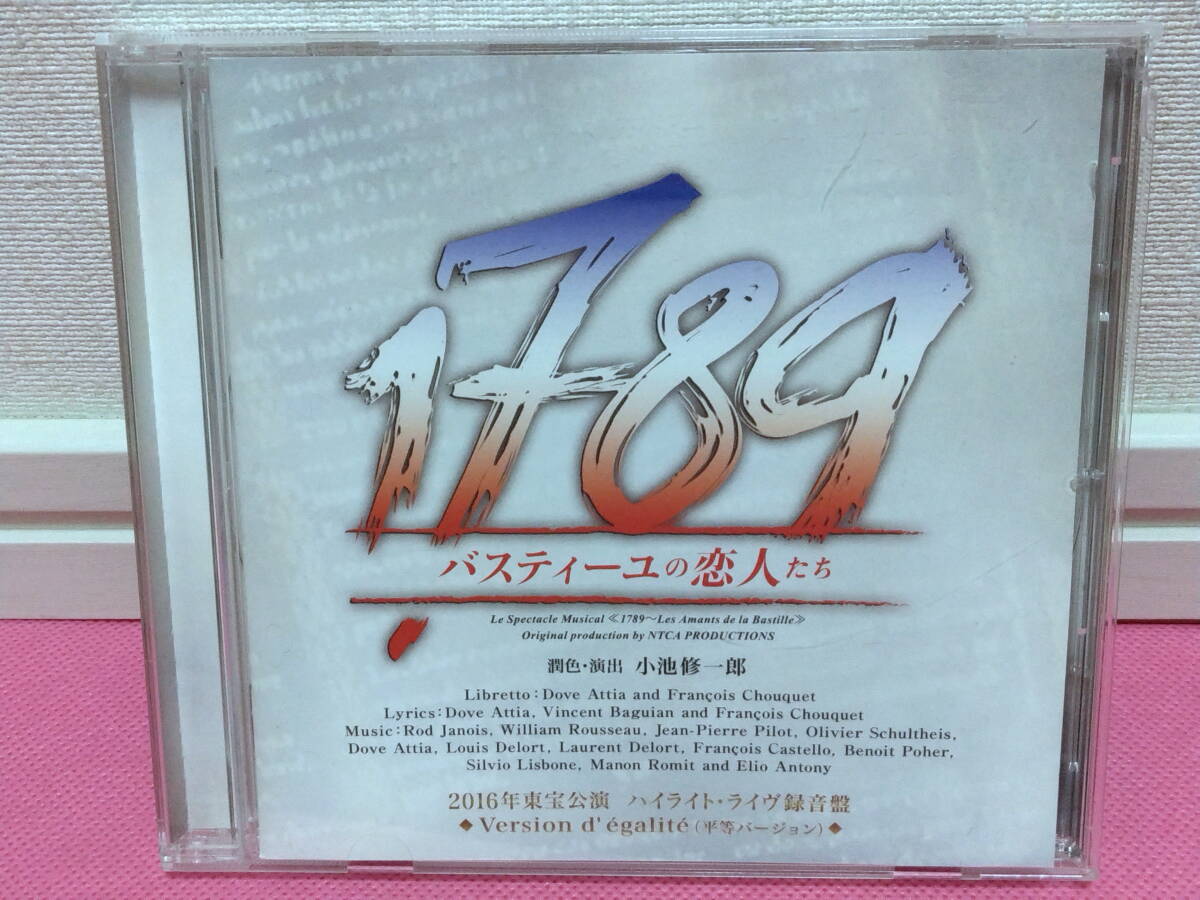 1789
バスティーユの恋人たち
Le Spectacle Musical ≪1789～Les Amants de la Bastille≫
Original production by NTCA PRODUCTIONS
潤色・演出 小池修一郎
Libretto：Dove Attia and François Chouquet
Lyrics：Dove Attia, Vincent Baguian and François Chouquet
Music：Rod Janois, William Rousseau, Jean-Pierre Pilot, Olivier Schultheis,
Dove Attia, Louis Delort, Laurent Delort, François Castello, Benoit Poher,
Silvio Lisbone, Manon Romit and Elio Antony
2016年東宝公演 ハイライト・ライヴ録音盤
◆ Version d'égalité（平等バージョン）◆